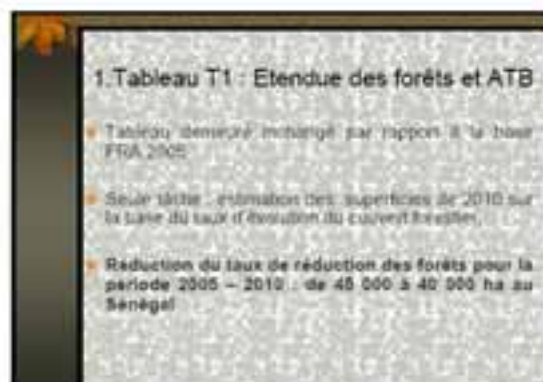 1.Tableau T1 : Etendue des forêts et ATB
Tableau demeuré inchangé par rapport à la base
FRA 2005
Seule tâche : estimation des superficies de 2010 sur
la base du taux d'évolution du couvert forestier.
Réduction du taux de réduction des forêts pour la
période 2005 – 2010 : de 45 000 à 40 000 ha au
Sénégal